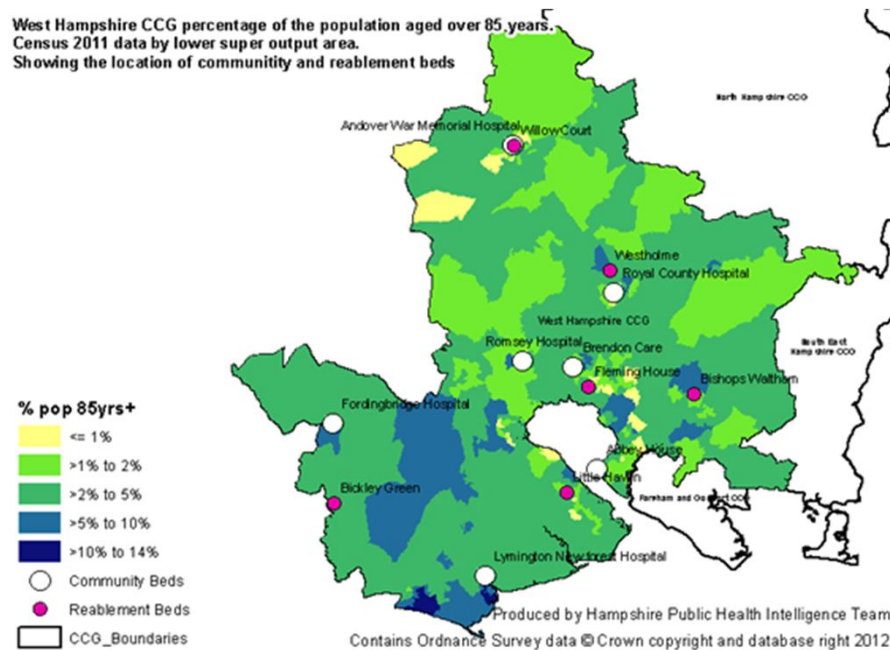 West Hampshire CCG percentage of the population aged over 85 years.
Census 2011 data by lower super output area.
Showing the location of communitity and reablement beds
North Hampshire CCG
Andover War Memorial Hospital
Willow Court
Westholme
Royal County Hospital
West Hampshire CCG
South East
Hampshire CCG
Romsey Hospital
Brendon Care
Fleming House
Bishops Waltham
Fordingbridge Hospital
Abbey House
Little Haven
Bickley Green
Lymington New forest Hospital
% pop 85yrs+
<= 1%
>1% to 2%
>2% to 5%
>5% to 10%
>10% to 14%
Community Beds
Reablement Beds
CCG_Boundaries
Produced by Hampshire Public Health Intelligence Team
Contains Ordnance Survey data © Crown copyright and database right 2012